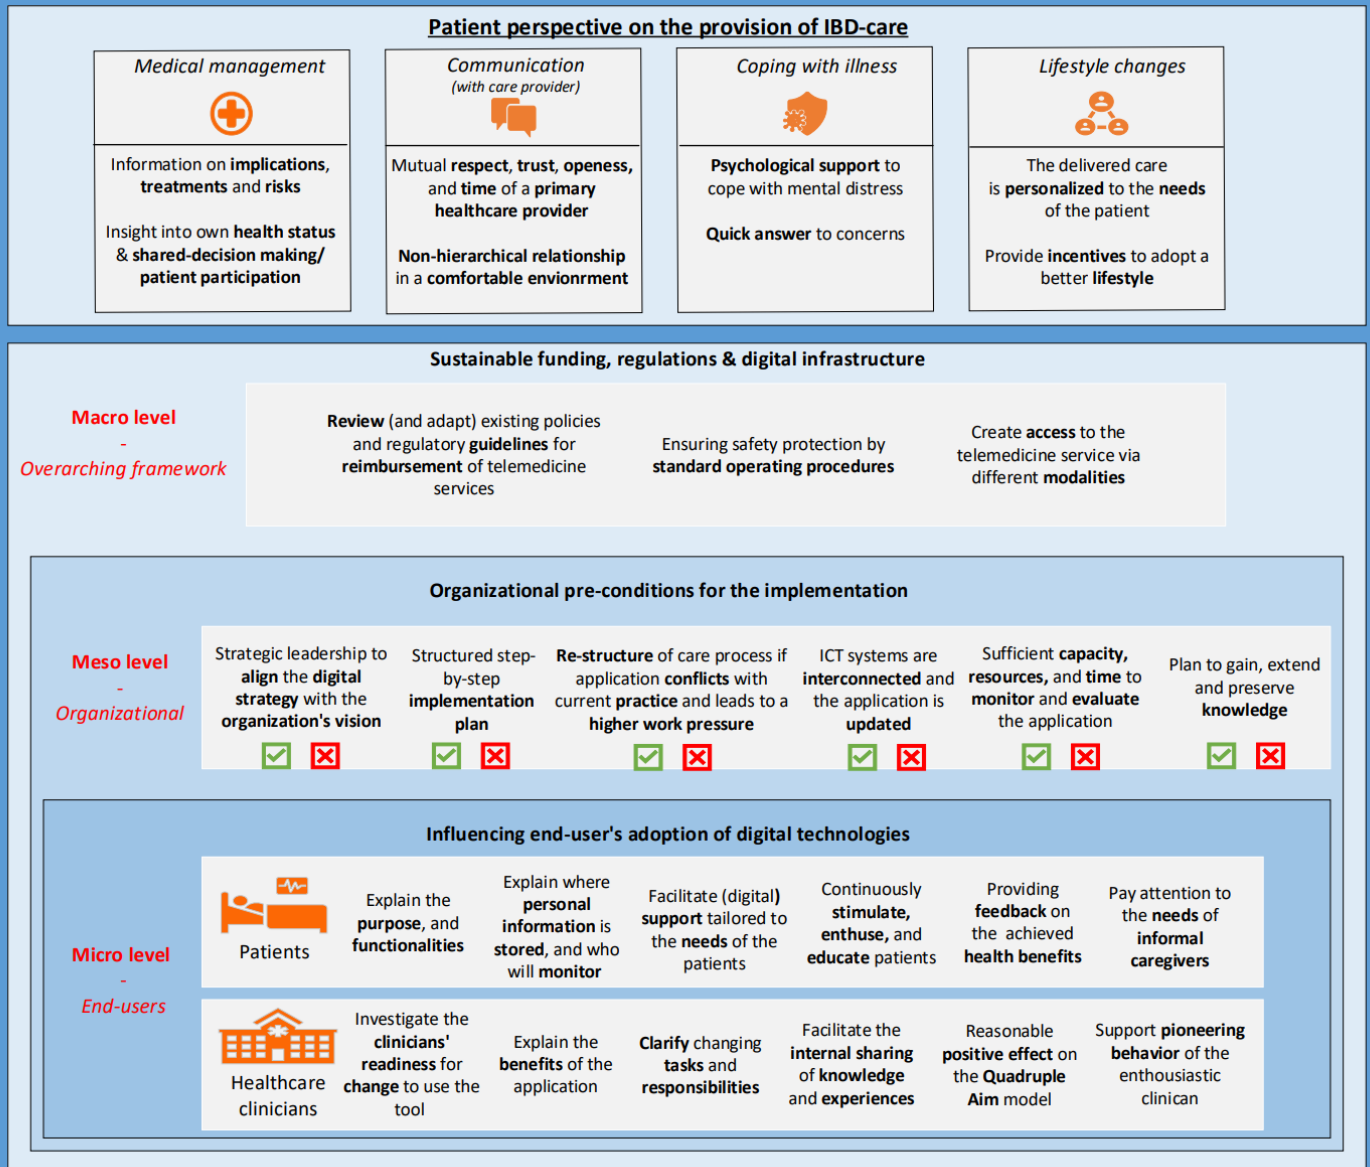 Patient perspective on the provision of IBD-care
Medical management
Information on implications,
treatments and risks
Insight into own health status
& shared-decision making/
patient participation
Communication
(with care provider)
Mutual respect, trust, openess,
and time of a primary
healthcare provider
Non-hierarchical relationship
in a comfortable envionrment
Coping with illness
Psychological support to
cope with mental distress
Quick answer to concerns
Lifestyle changes
The delivered care
is personalized to the needs
of the patient
Provide incentives to adopt a
better lifestyle
Sustainable funding, regulations & digital infrastructure
Macro level
-
Overarching framework
Review (and adapt) existing policies
and regulatory guidelines for
reimbursement of telemedicine
services
Ensuring safety protection by
standard operating procedures
Create access to the
telemedicine service via
different modalities
Organizational pre-conditions for the implementation
Meso level
-
Organizational
Strategic leadership to
align the digital
strategy with the
organization's vision
Structured step-
by-step
implementation
plan
Re-structure of care process if
application conflicts with
current practice and leads to a
higher work pressure
ICT systems are
interconnected and
the application is
updated
Sufficient capacity,
resources, and time to
monitor and evaluate
the application
Plan to gain, extend
and preserve
knowledge
Influencing end-user's adoption of digital technologies
Micro level
-
End-users
Patients
Explain the
purpose, and
functionalities
Explain where
personal
information is
stored, and who
will monitor
Facilitate (digital) 
support tailored to
the needs of the
patients
Continuously
stimulate,
enthuse, and
educate patients
Providing
feedback on
the achieved
health benefits
Pay attention to
the needs of
informal
caregivers
Healthcare
clinicians
Investigate the
clinicians'
readiness for
change to use the
tool
Explain the
benefits of the
application
Clarify changing
tasks and
responsibilities
Facilitate the
internal sharing
of knowledge
and experiences
Reasonable
positive effect on
the Quadruple
Aim model
Support pioneering
behavior of the
enthousiastic
clinican